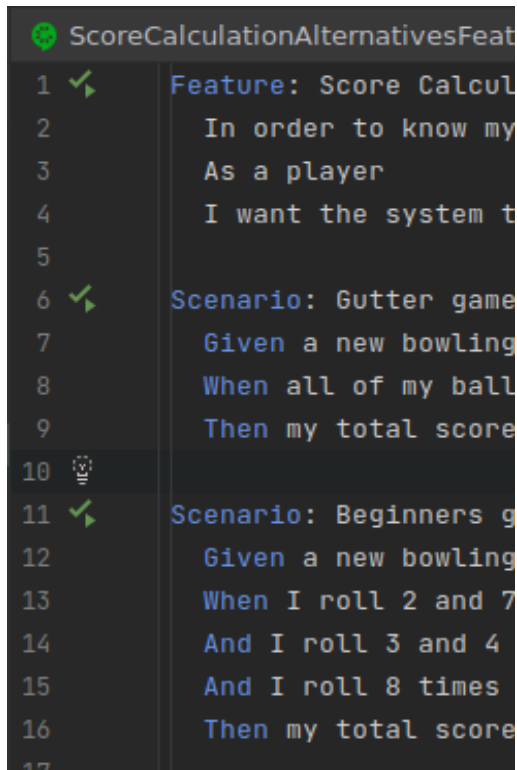 ScoreCalculationAlternativesFeat
1 Feature: Score Calcul
2 In order to know my
3 As a player
4 I want the system t
5
6 Scenario: Gutter game
7 Given a new bowling
8 When all of my ball
9 Then my total score
10
11 Scenario: Beginners g
12 Given a new bowling
13 When I roll 2 and 7
14 And I roll 3 and 4
15 And I roll 8 times
16 Then my total score
17